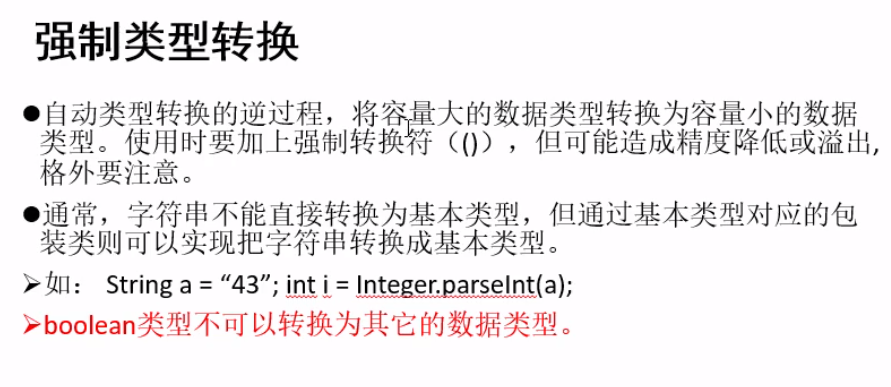 强制类型转换
●自动类型转换的逆过程，将容量大的数据类型转换为容量小的数据
类型。使用时要加上强制转换符（()），但可能造成精度降低或溢出,
格外要注意。
●通常，字符串不能直接转换为基本类型，但通过基本类型对应的包
装类则可以实现把字符串转换成基本类型。
➢如： String a = “43”; int i = Integer.parseInt(a);
➢boolean类型不可以转换为其它的数据类型。